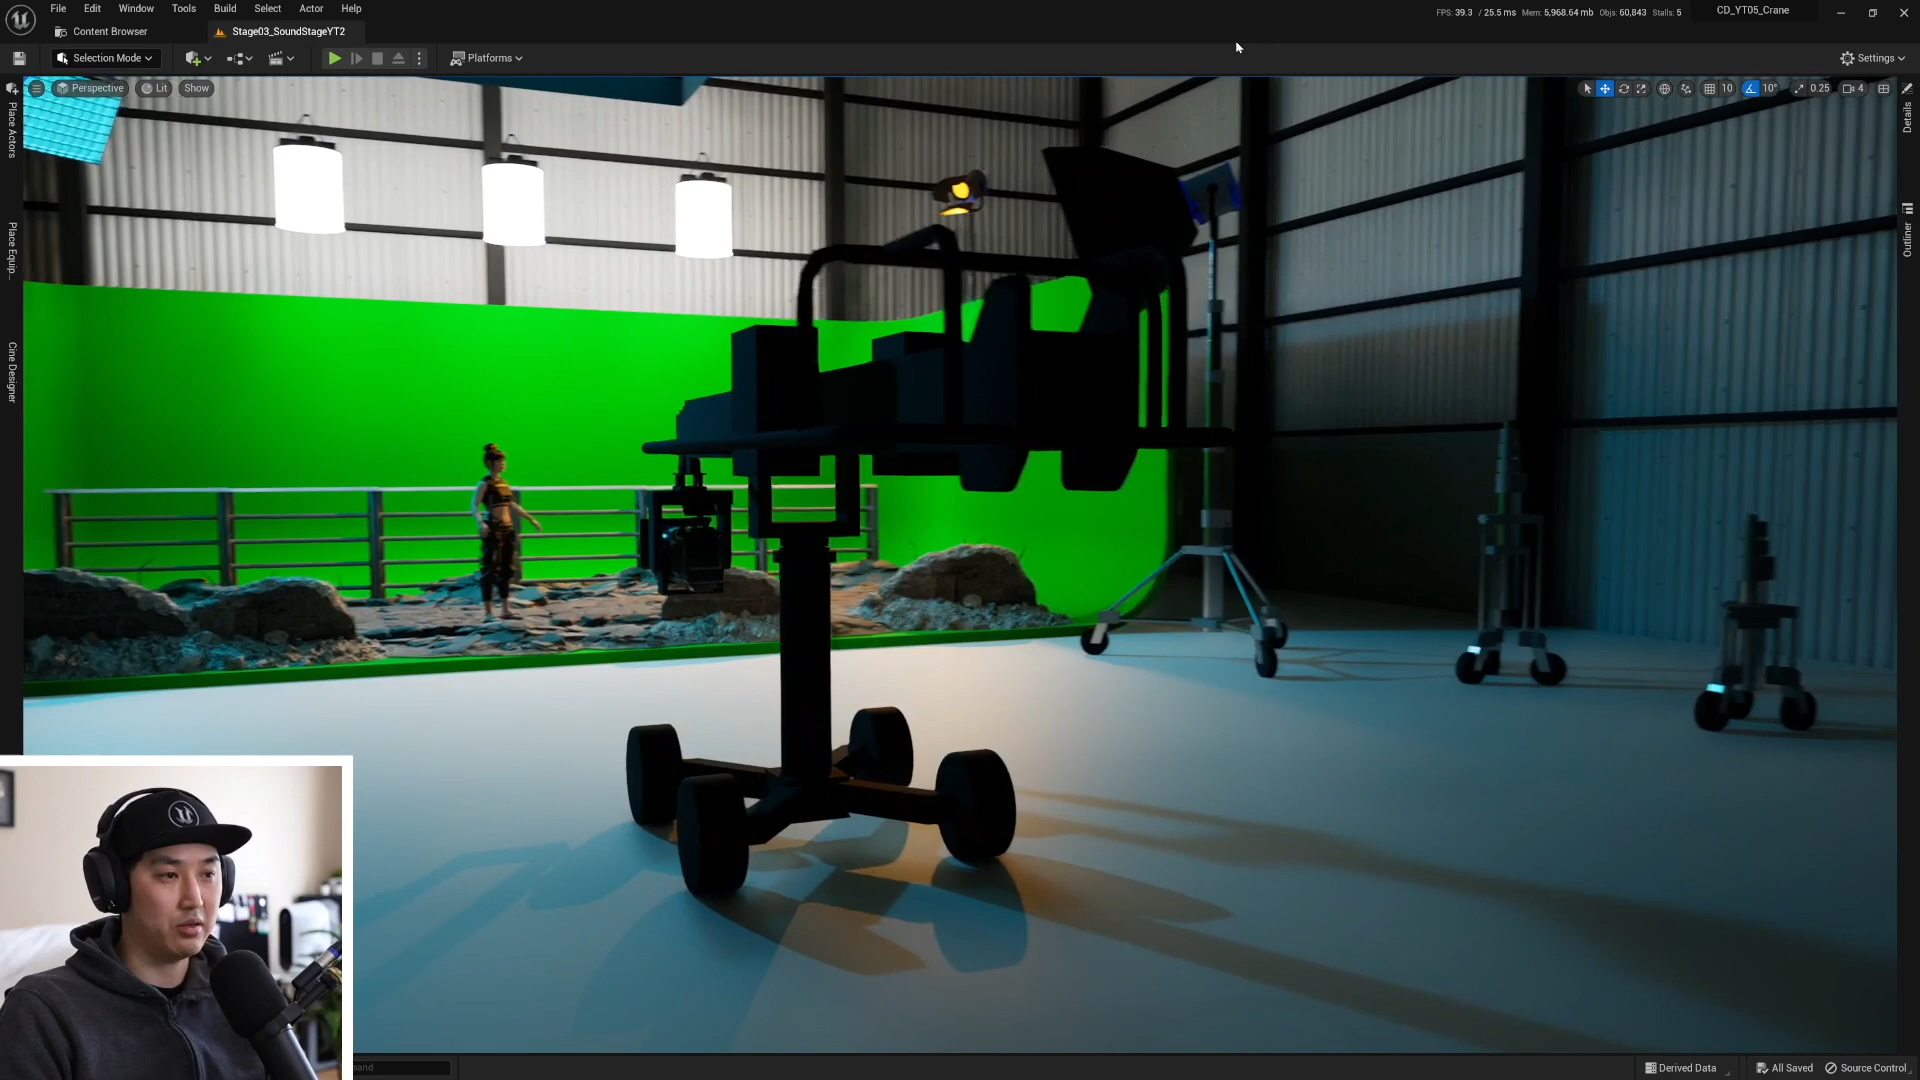 File Edit Window Tools Build Select Actor Help
FPS: 39.3 / 25.5 ms Mem: 5,968.64 mb Objs: 60,843 Stalls: 5
CD_YT05_Crane
Content Browser
Stage03_SoundStageYT2
Selection Mode
Platforms
Settings
Perspective
Lit
Show
10
10°
0.25
4
Place Actors
Place Equip...
Cine Designer
Details
Outliner
Derived Data
All Saved
Source Control